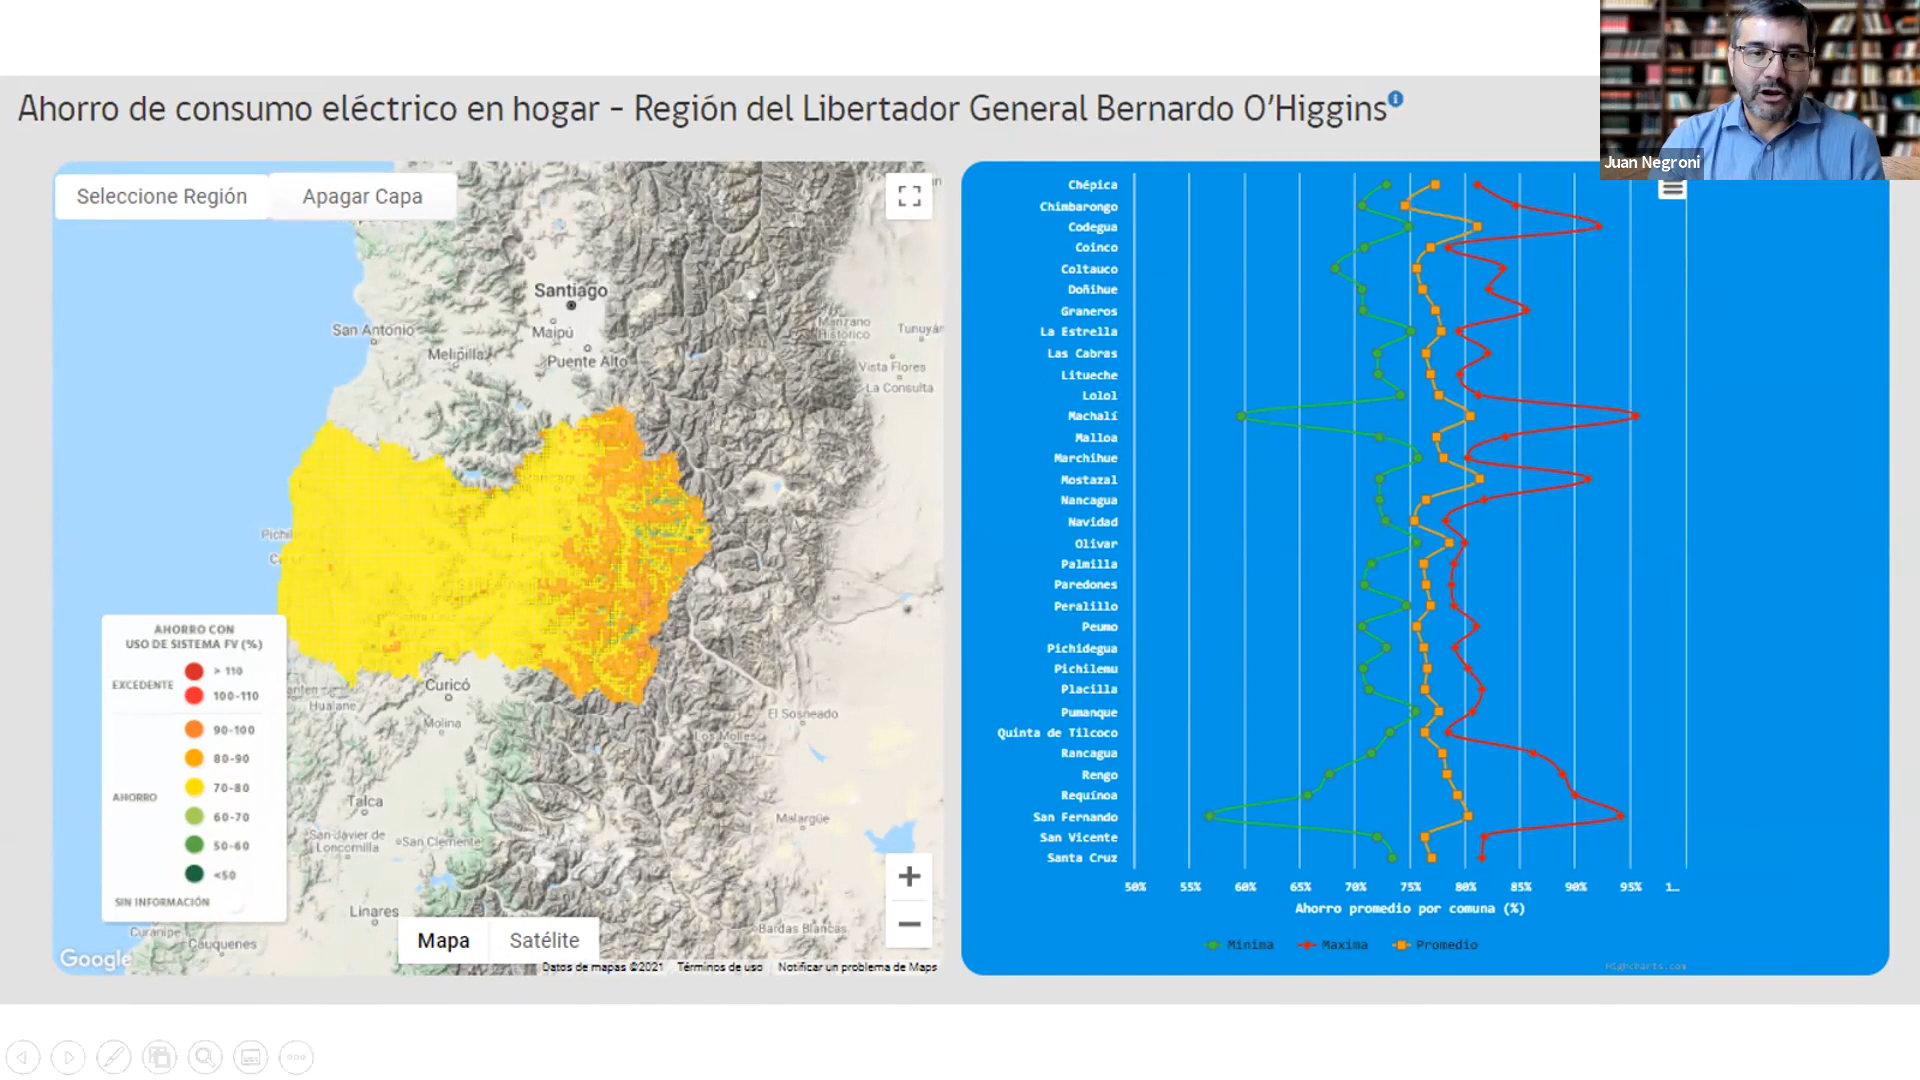 Juan Negroni
Ahorro de consumo eléctrico en hogar – Región del Libertador General Bernardo O'Higgins
Seleccione Región
Apagar Capa
Santiago
San Antonio
Maipú
Melipilla
Puente Alto
Manzano
Histórico
Vista Flores
La Consulta
Curicó
Hualane
Molina
El Sosneado
Los Molles
Talca
San Javier de
Loncomilla
San Clemente
Malargüe
Linares
Curanipe
Cauquenes
Bardas Blancas
AHORRO CON
USO DE SISTEMA FV (%)
EXCEDENTE
> 110
100-110
AHORRO
90-100
80-90
70-80
60-70
50-60
<50
SIN INFORMACIÓN
Google
Mapa
Satélite
Datos de mapas ©2021
Términos de uso
Notificar un problema de Maps
Chépica
Chimbarongo
Codegua
Coinco
Coltauco
Doñihue
Graneros
La Estrella
Las Cabras
Litueche
Lolol
Machalí
Malloa
Marchihue
Mostazal
Nancagua
Navidad
Olivar
Palmilla
Paredones
Peralillo
Peumo
Pichidegua
Pichilemu
Placilla
Pumanque
Quinta de Tilcoco
Rancagua
Rengo
Requínoa
San Fernando
San Vicente
Santa Cruz
50% 55% 60% 65% 70% 75% 80% 85% 90% 95% 1…
Ahorro promedio por comuna (%)
Mínima Maxima Promedio
Highcharts.com